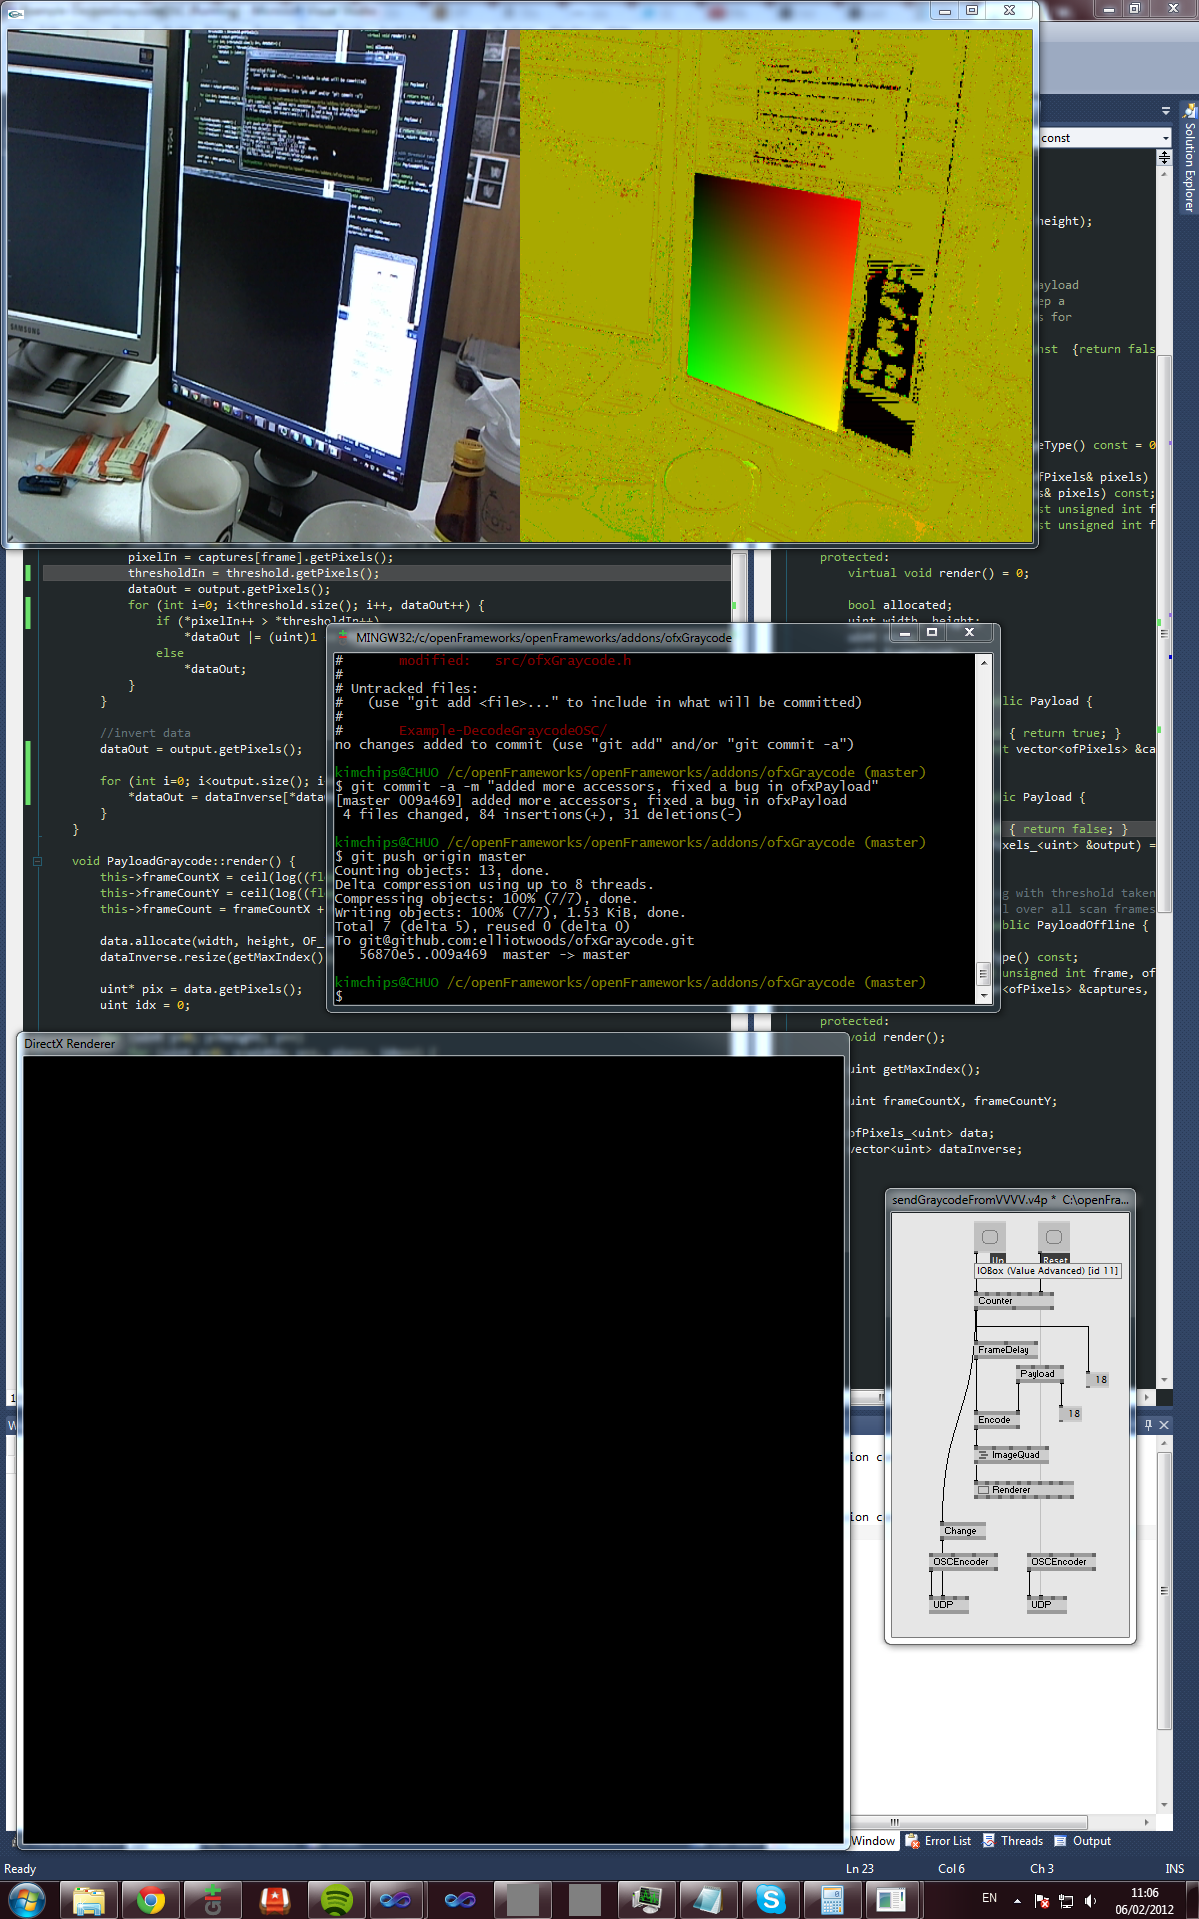 const
height);
ayload
ep a
s for
nst  {return fals
eType() const = 0
fPixels& pixels)
s& pixels) const;
st unsigned int f
st unsigned int f
SAMSUNG
DELL
pixelIn = captures[frame].getPixels();
thresholdIn = threshold.getPixels();
dataOut = output.getPixels();
for (int i=0; i<threshold.size(); i++, dataOut++) {
if (*pixelIn++ > *thresholdIn++)
*dataOut |= (uint)1
else
*dataOut;
}
}
//invert data
dataOut = output.getPixels();
for (int i=0; i<output.size(); i
*dataOut = dataInverse[*data
}
}
void PayloadGraycode::render() {
this->frameCountX = ceil(log((fl
this->frameCountY = ceil(log((fl
this->frameCount = frameCountX +
data.allocate(width, height, OF_
dataInverse.resize(getMaxIndex()
uint* pix = data.getPixels();
uint idx = 0;
protected:
virtual void render() = 0;
bool allocated;
uint width, height;
lic Payload {
{ return true; }
t vector<ofPixels> &ca
ic Payload {
{ return false; }
xels_<uint> &output) =
g with threshold taken
l over all scan frames
blic PayloadOffline {
pe() const;
unsigned int frame, of
<ofPixels> &captures,
protected:
void render();
uint getMaxIndex();
uint frameCountX, frameCountY;
ofPixels_<uint> data;
vector<uint> dataInverse;
Solution Explorer
MINGW32:/c/openFrameworks/openFrameworks/addons/ofxGraycode
#       modified:   src/ofxGraycode.h
#
# Untracked files:
#   (use "git add <file>..." to include in what will be committed)
#
#       Example-DecodeGraycodeOSC/
no changes added to commit (use "git add" and/or "git commit -a")
kimchips@CHUO /c/openFrameworks/openFrameworks/addons/ofxGraycode (master)
$ git commit -a -m "added more accessors, fixed a bug in ofxPayload"
[master 009a469] added more accessors, fixed a bug in ofxPayload
4 files changed, 84 insertions(+), 31 deletions(-)
kimchips@CHUO /c/openFrameworks/openFrameworks/addons/ofxGraycode (master)
$ git push origin master
Counting objects: 13, done.
Delta compression using up to 8 threads.
Compressing objects: 100% (7/7), done.
Writing objects: 100% (7/7), 1.53 KiB, done.
Total 7 (delta 5), reused 0 (delta 0)
To git@github.com:elliotwoods/ofxGraycode.git
56870e5..009a469  master -> master
kimchips@CHUO /c/openFrameworks/openFrameworks/addons/ofxGraycode (master)
$
DirectX Renderer
sendGraycodeFromVVVV.v4p *  C:\openFra...
Up
Reset
IOBox (Value Advanced) [id 11]
Counter
FrameDelay
Payload
18
18
Encode
ImageQuad
Renderer
Change
OSCEncoder
OSCEncoder
UDP
UDP
ion c
ion c
Window
Error List
Threads
Output
Ready
Ln 23
Col 6
Ch 3
INS
EN
11:06
06/02/2012